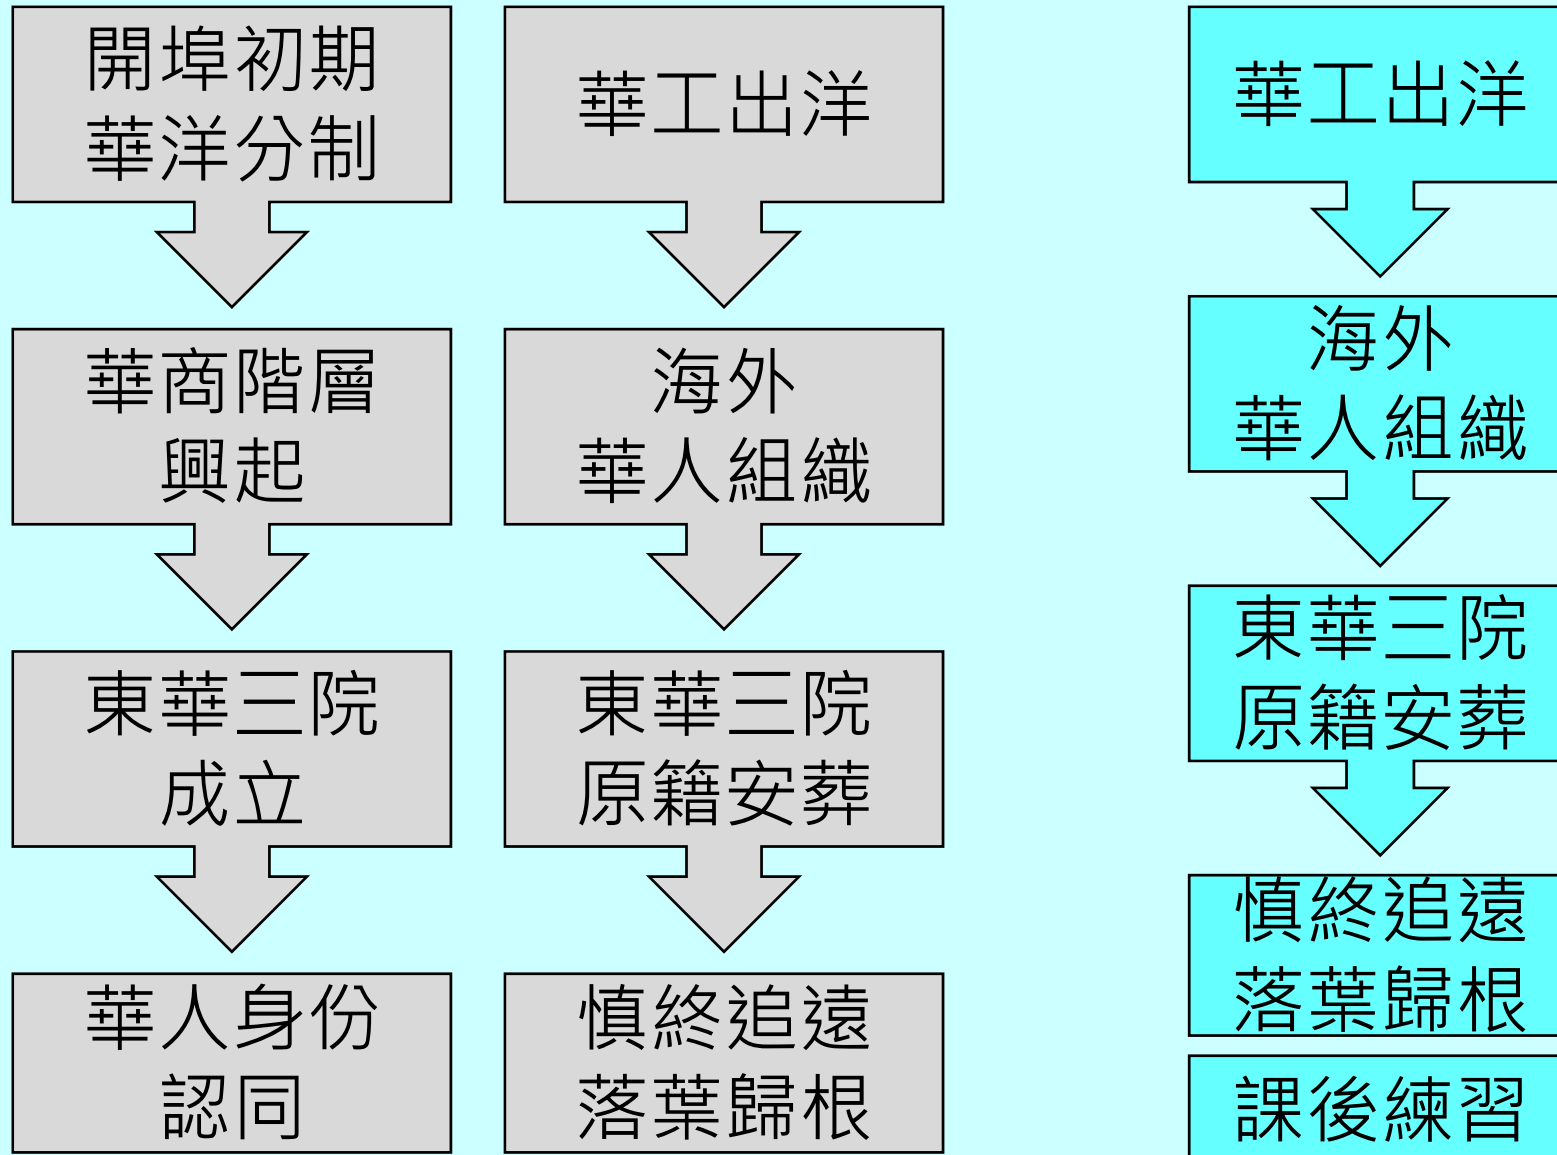 開埠初期
華洋分制
華商階層
興起
東華三院
成立
華人身份
認同
華工出洋
海外
華人組織
東華三院
原籍安葬
慎終追遠
落葉歸根
華工出洋
海外
華人組織
東華三院
原籍安葬
慎終追遠
落葉歸根
課後練習